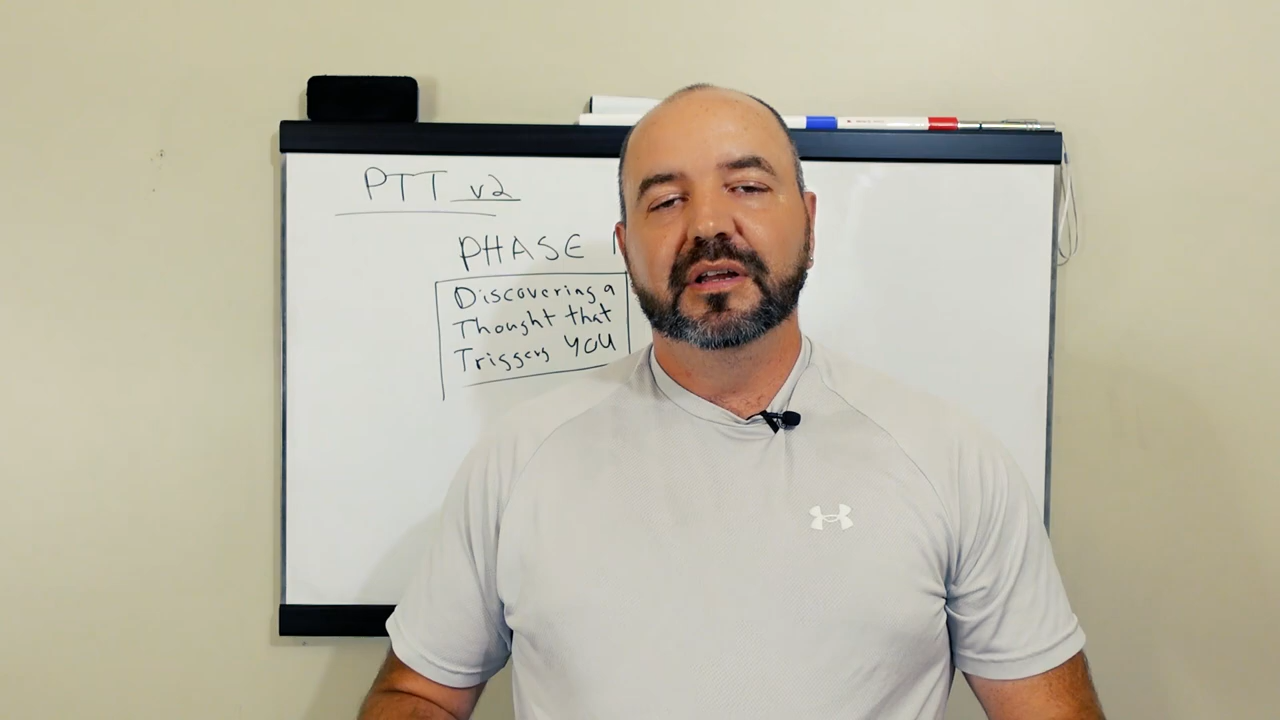 PTT v2
PHASE
Discovering a
Thought that
Triggers YOU